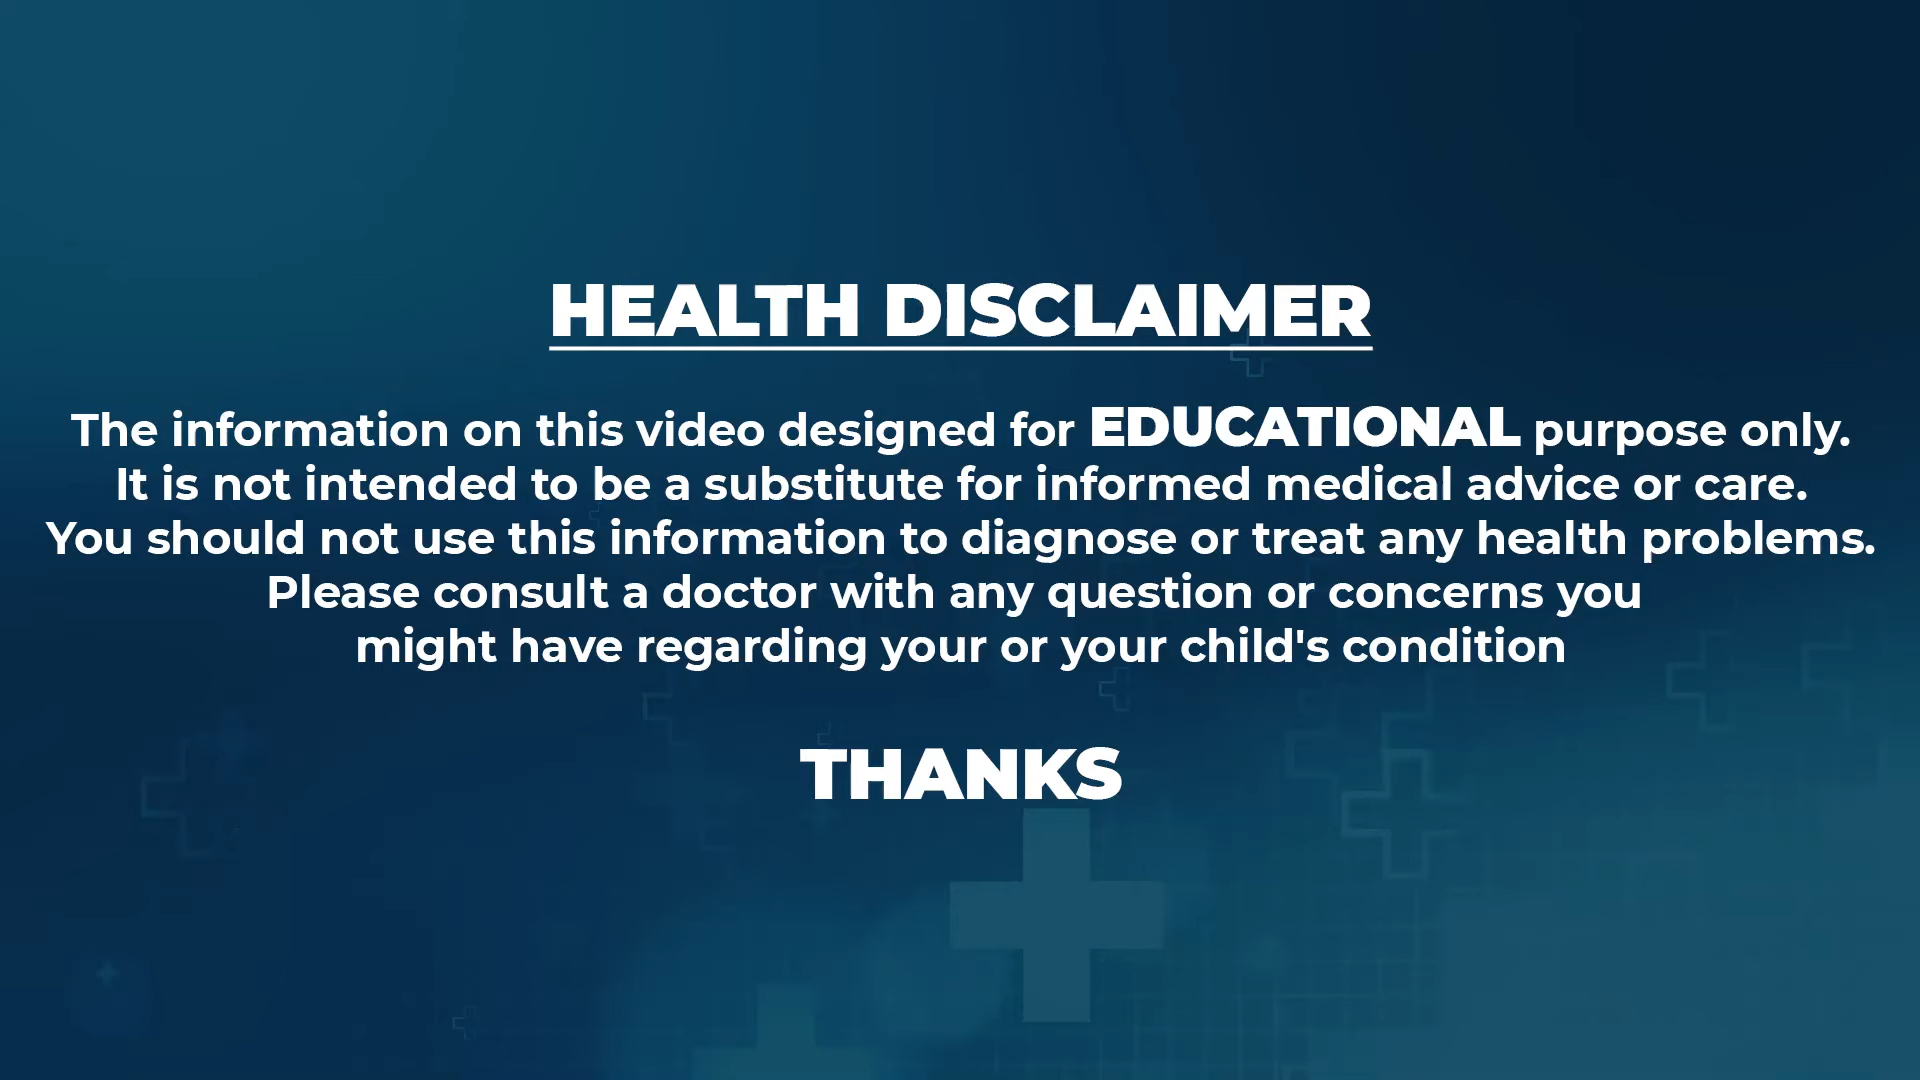 HEALTH DISCLAIMER
The information on this video designed for EDUCATIONAL purpose only.
It is not intended to be a substitute for informed medical advice or care.
You should not use this information to diagnose or treat any health problems.
Please consult a doctor with any question or concerns you
might have regarding your or your child's condition
THANKS